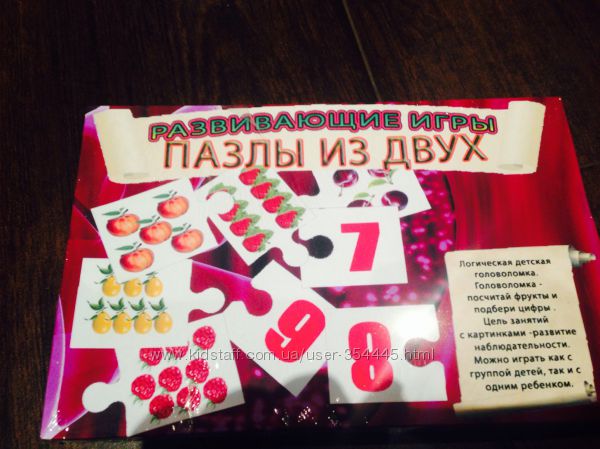 РАЗВИВАЮЩИЕ ИГРЫ
ПАЗЛЫ ИЗ ДВУХ
7
9
8
Логическая детская
головоломка.
Головоломка -
посчитай фрукты и
подбери цифры .
Цель занятий
с картинками -развитие
наблюдательности.
Можно играть как с
группой детей, так и с
одним ребенком.
www.kidstaff.com.ua/user-354445.html